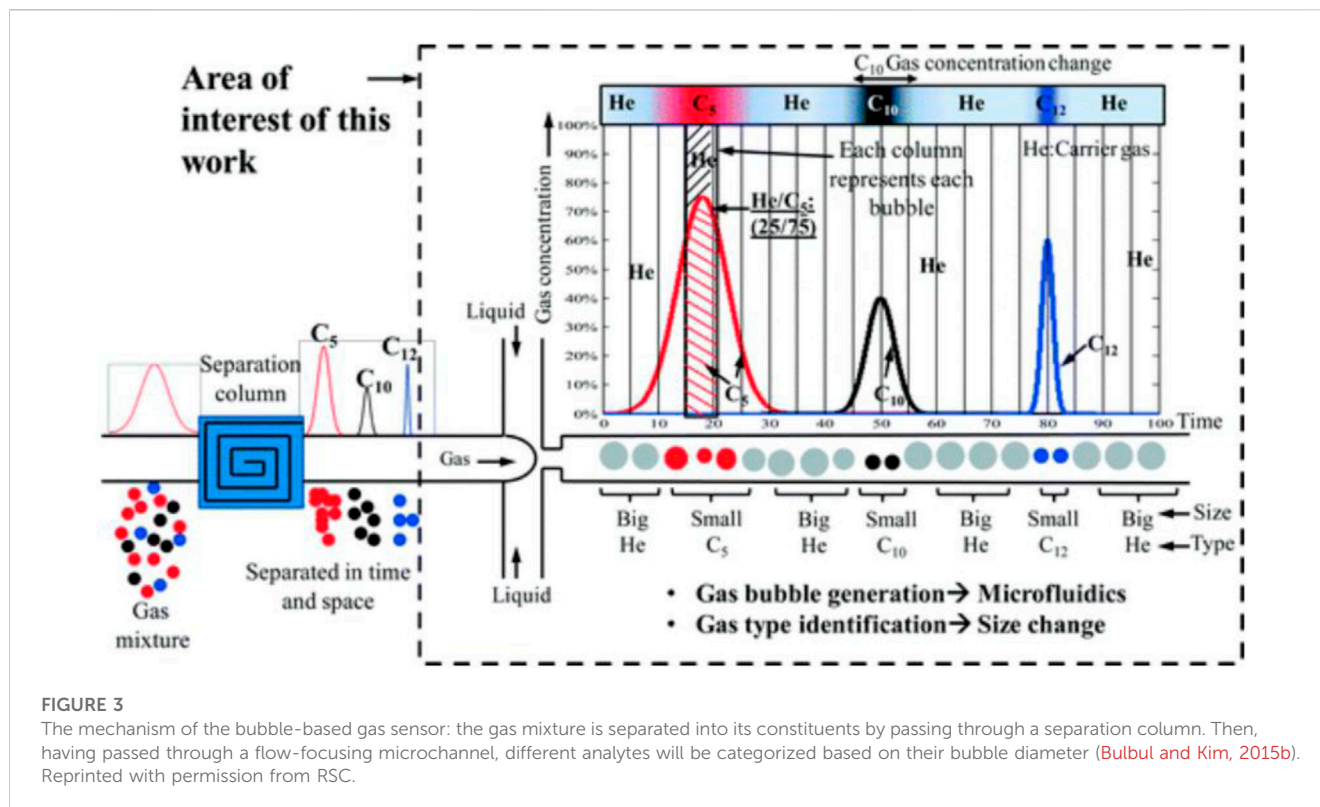 Area of
interest of this
work
C₁₀ Gas concentration change
He C₅ He C₁₀ He C₁₂ He
Gas concentration
100%
90%
80%
70%
60%
50%
40%
30%
20%
10%
0%
He
Each column
represents each
bubble
He:Carrier gas
He/C₅:
(25/75)
He
He
He
C₅
C₁₀
C₁₂
0 10 20 30 40 50 60 70 80 90 100 Time
Liquid
C₅
C₁₀
C₁₂
Separation
column
Gas
Gas
mixture
Separated in time
and space
Liquid
Big Small Big Small Big Small Big Size
He C₅ He C₁₀ He C₁₂ He Type
• Gas bubble generation→ Microfluidics
• Gas type identification→ Size change
FIGURE 3
The mechanism of the bubble-based gas sensor: the gas mixture is separated into its constituents by passing through a separation column. Then,
having passed through a flow-focusing microchannel, different analytes will be categorized based on their bubble diameter (Bulbul and Kim, 2015b).
Reprinted with permission from RSC.